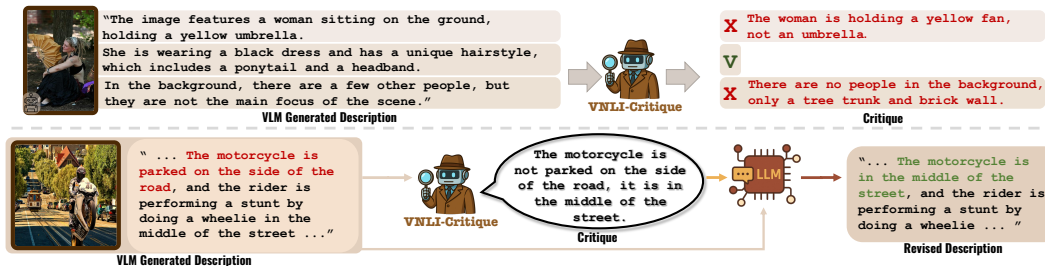 “The image features a woman sitting on the ground,
holding a yellow umbrella.
She is wearing a black dress and has a unique hairstyle,
which includes a ponytail and a headband.
In the background, there are a few other people, but
they are not the main focus of the scene.”
VLM Generated Description
VNLI-Critique
X The woman is holding a yellow fan,
not an umbrella.
V
X There are no people in the background,
only a tree trunk and brick wall.
Critique
“ ... The motorcycle is
parked on the side of the
road, and the rider is
performing a stunt by
doing a wheelie in the
middle of the street ...”
VLM Generated Description
VNLI-Critique
The motorcycle is
not parked on the side
of the road, it is in
the middle of the
street.
Critique
LLM
“... The motorcycle is
in the middle of the
street, and the rider is
performing a stunt by
doing a wheelie ... ”
Revised Description